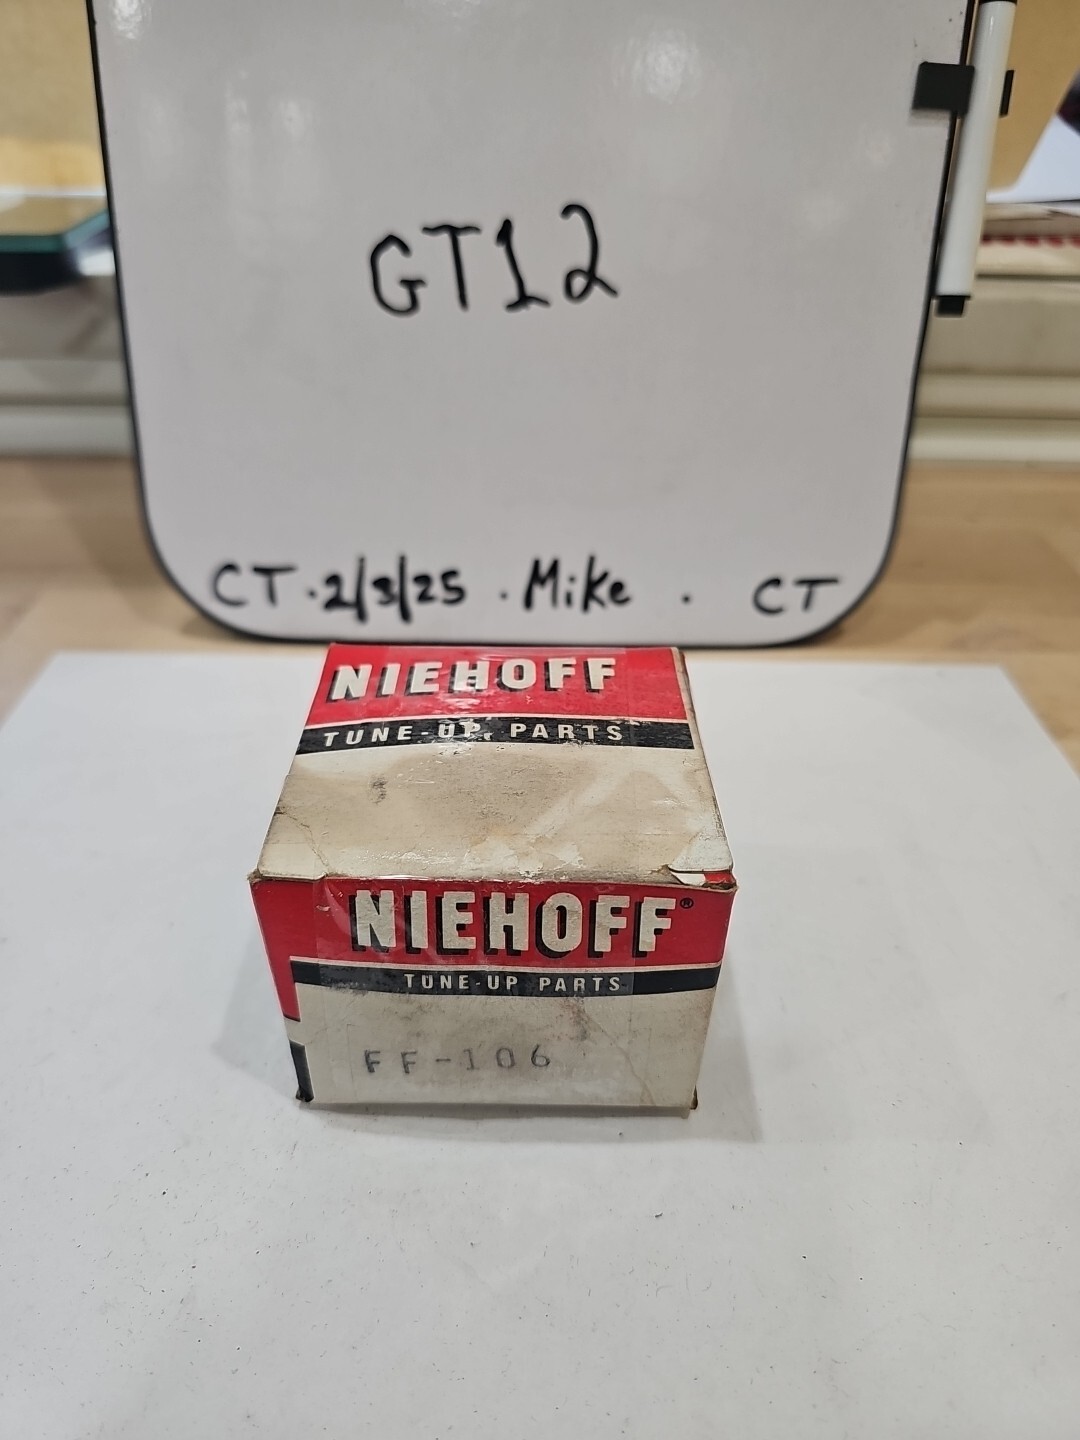 GT12
CT.2/3/25 . Mike . CT
NIEHOFF
TUNE-UP PARTS
NIEHOFF®
TUNE-UP PARTS
FF-106